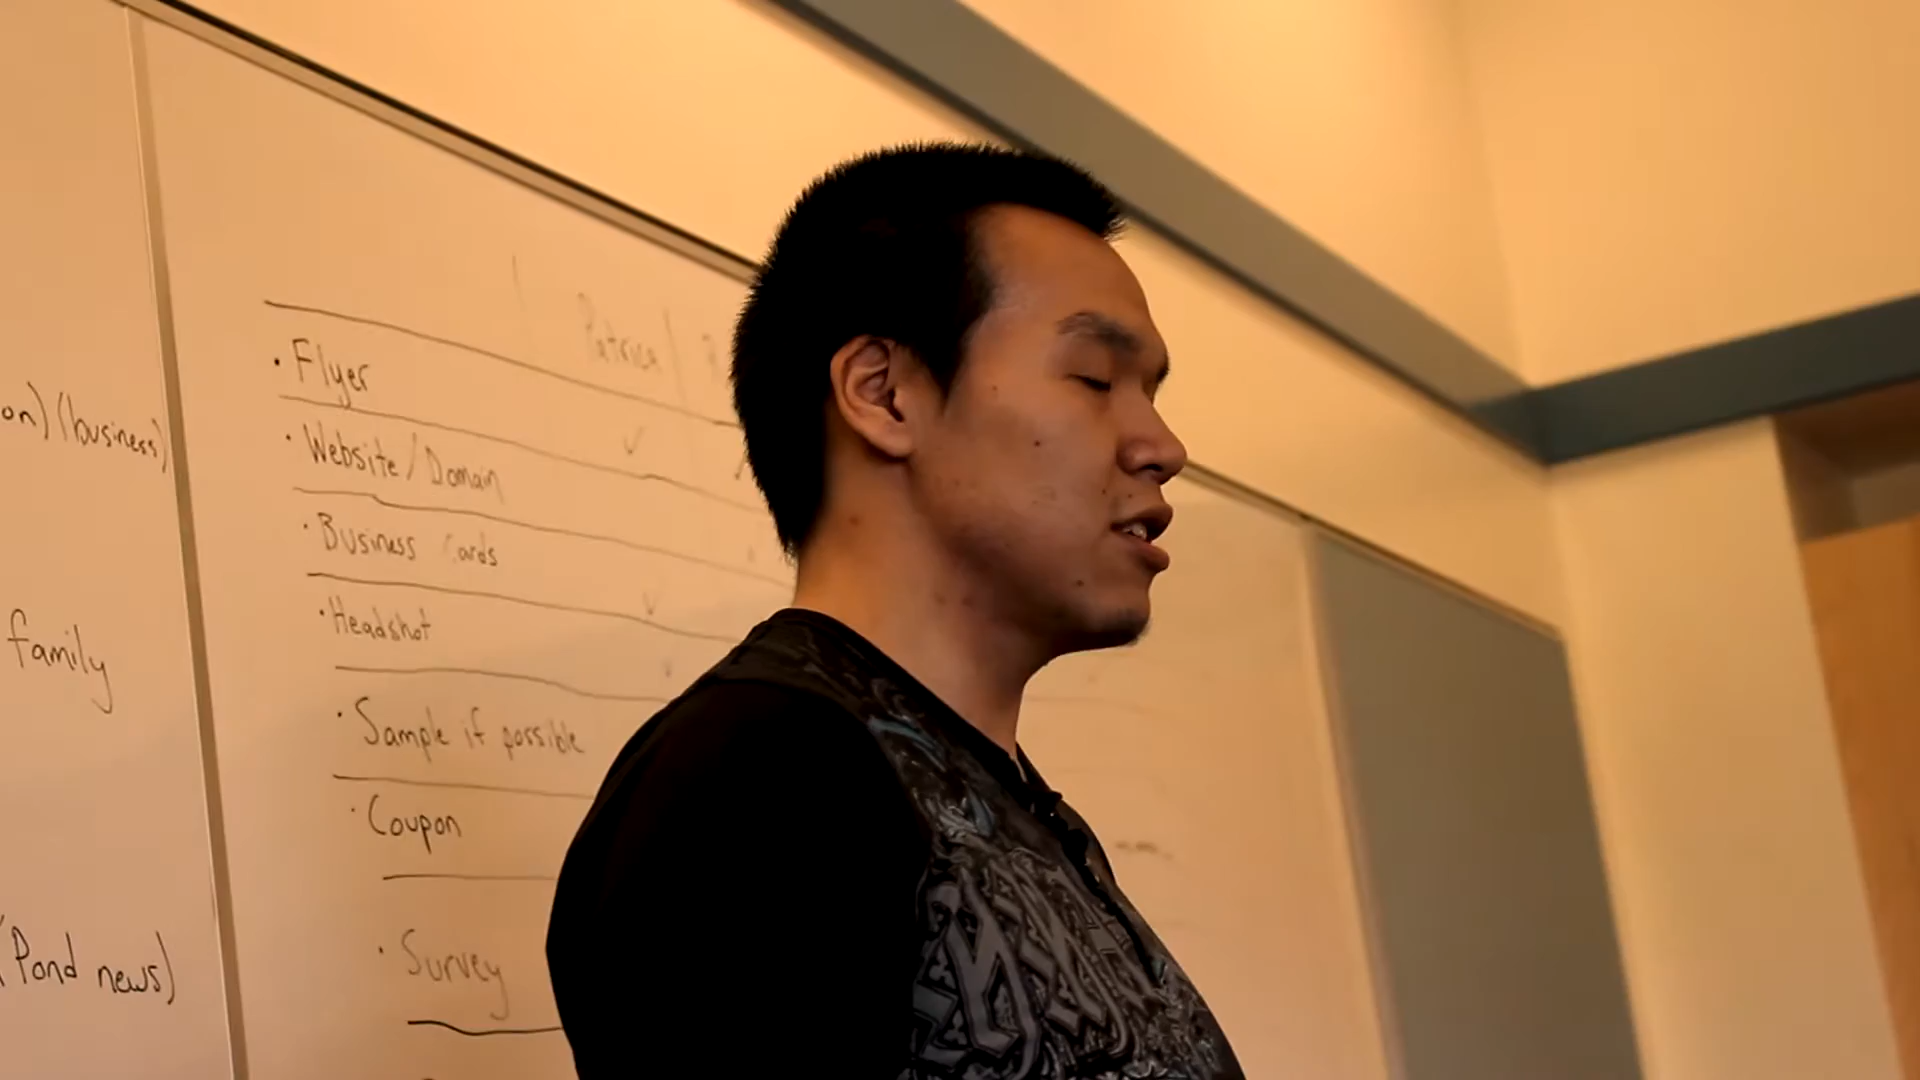 on) (business)
family
(Pond news)
Patrica
· Flyer
· Website/Domain
· Business Cards
· Headshot
· Sample if possible
· Coupon
· Survey